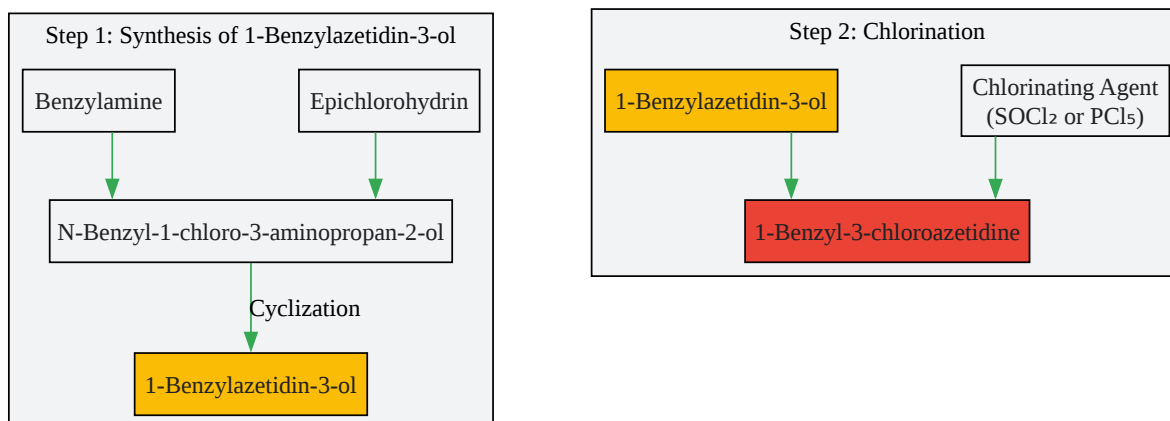 Step 1: Synthesis of 1-Benzylazetidin-3-ol
Benzylamine
Epichlorohydrin
N-Benzyl-1-chloro-3-aminopropan-2-ol
Cyclization
1-Benzylazetidin-3-ol
Step 2: Chlorination
1-Benzylazetidin-3-ol
Chlorinating Agent
(SOCl₂ or PCl₅)
1-Benzyl-3-chloroazetidine